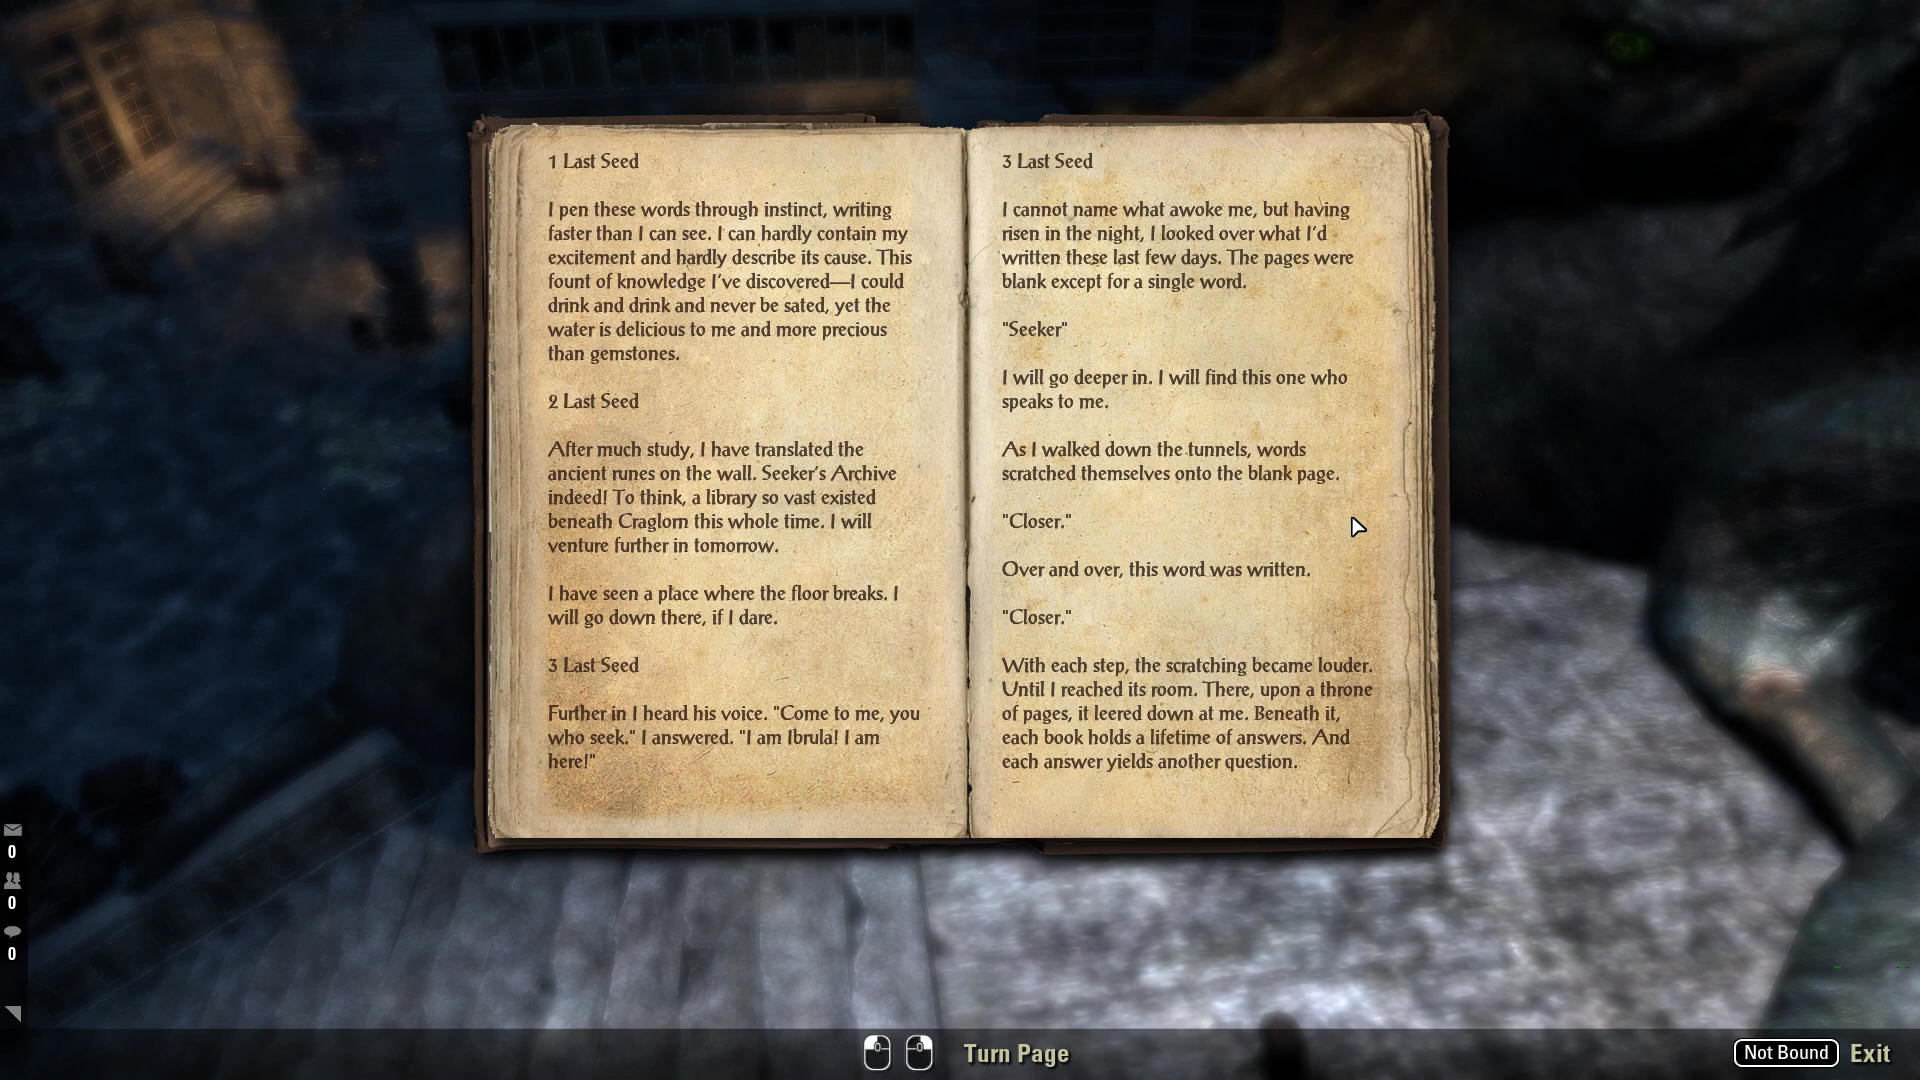 1 Last Seed
I pen these words through instinct, writing
faster than I can see. I can hardly contain my
excitement and hardly describe its cause. This
fount of knowledge I've discovered—I could
drink and drink and never be sated, yet the
water is delicious to me and more precious
than gemstones.
2 Last Seed
After much study, I have translated the
ancient runes on the wall. Seeker's Archive
indeed! To think, a library so vast existed
beneath Craglorn this whole time. I will
venture further in tomorrow.
I have seen a place where the floor breaks. I
will go down there, if I dare.
3 Last Seed
Further in I heard his voice. "Come to me, you
who seek." I answered. "I am Ibrula! I am
here!"
3 Last Seed
I cannot name what awoke me, but having
risen in the night, I looked over what I'd
written these last few days. The pages were
blank except for a single word.
"Seeker"
I will go deeper in. I will find this one who
speaks to me.
As I walked down the tunnels, words
scratched themselves onto the blank page.
"Closer."
Over and over, this word was written.
"Closer."
With each step, the scratching became louder.
Until I reached its room. There, upon a throne
of pages, it leered down at me. Beneath it,
each book holds a lifetime of answers. And
each answer yields another question.
0
0
0
Turn Page
Not Bound Exit